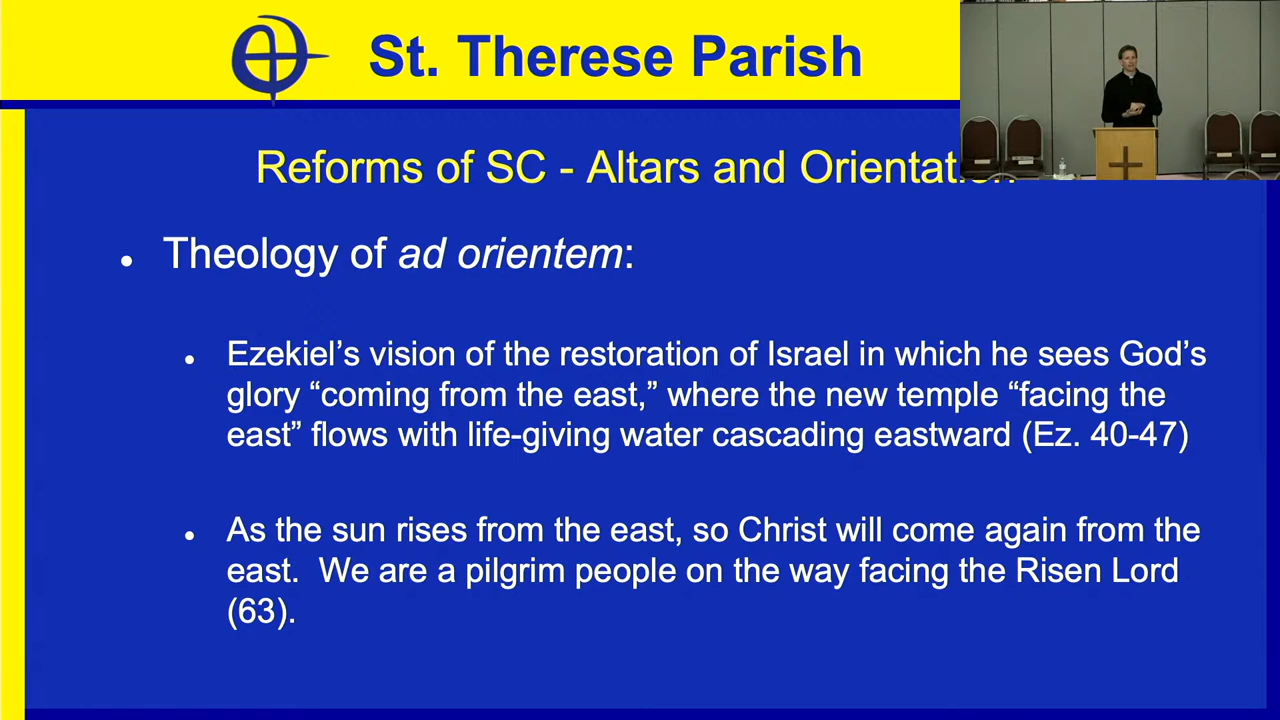 St. Therese Parish
Reforms of SC - Altars and Orientation
• Theology of ad orientem:
• Ezekiel’s vision of the restoration of Israel in which he sees God’s
glory “coming from the east,” where the new temple “facing the
east” flows with life-giving water cascading eastward (Ez. 40-47)
• As the sun rises from the east, so Christ will come again from the
east.  We are a pilgrim people on the way facing the Risen Lord
(63).